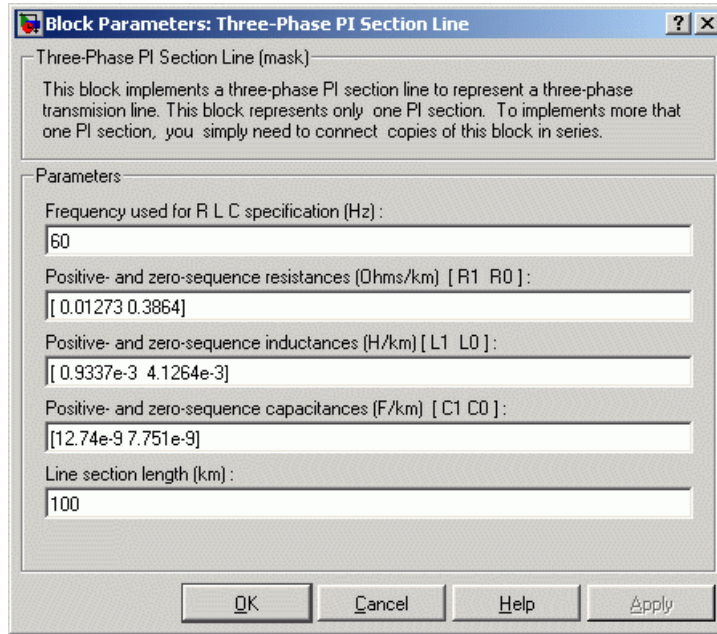 Block Parameters: Three-Phase PI Section Line
Three-Phase PI Section Line (mask)
This block implements a three-phase PI section line to represent a three-phase
transmision line. This block represents only one PI section. To implements more that
one PI section, you simply need to connect copies of this block in series.
Parameters
Frequency used for R L C specification (Hz) :
60
Positive- and zero-sequence resistances (Ohms/km) [ R1 R0 ] :
[ 0.01273 0.3864]
Positive- and zero-sequence inductances (H/km) [ L1 L0 ] :
[ 0.9337e-3 4.1264e-3]
Positive- and zero-sequence capacitances (F/km) [ C1 C0 ] :
[12.74e-9 7.751e-9]
Line section length (km) :
100
OK Cancel Help Apply